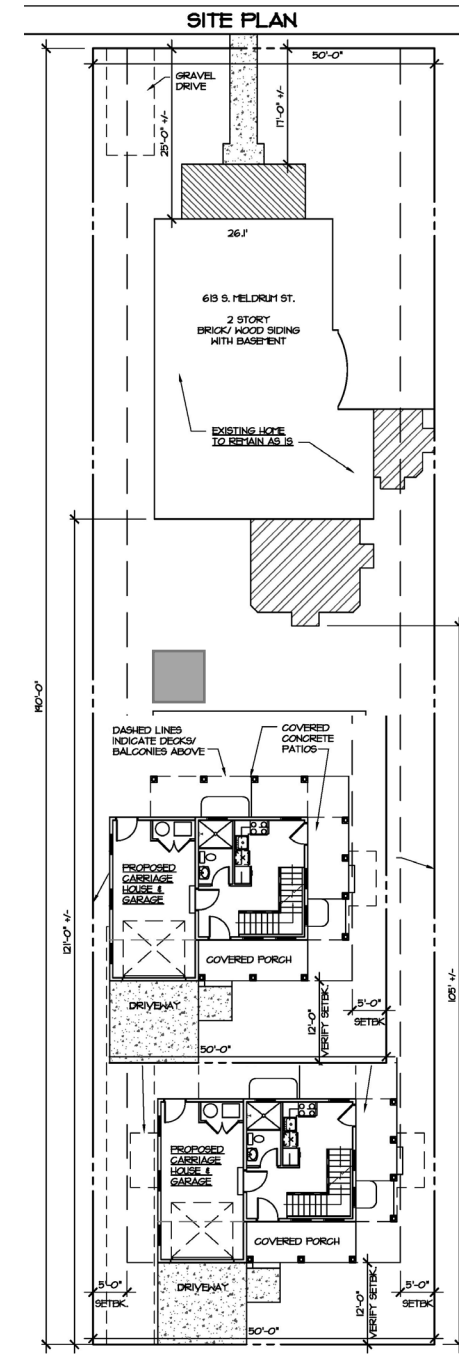 SITE PLAN
50'-0"
GRAVEL
DRIVE
25'-0" +/-
17'-0" +/-
26.1'
613 S. MELDRUM ST.
2 STORY
BRICK/ WOOD SIDING
WITH BASEMENT
EXISTING HOME
TO REMAIN AS IS
190'-0"
DASHED LINES
INDICATE DECKS/
BALCONIES ABOVE
COVERED
CONCRETE
PATIOS
PROPOSED
CARRIAGE
HOUSE &
GARAGE
121'-0" +/-
105' +/-
COVERED PORCH
DRIVEWAY
12'-0"
VERIFY SETBK.
5'-0"
SETBK
50'-0"
PROPOSED
CARRIAGE
HOUSE &
GARAGE
COVERED PORCH
5'-0"
SETBK.
DRIVEWAY
12'-0"
VERIFY SETBK.
5'-0"
SETBK
50'-0"